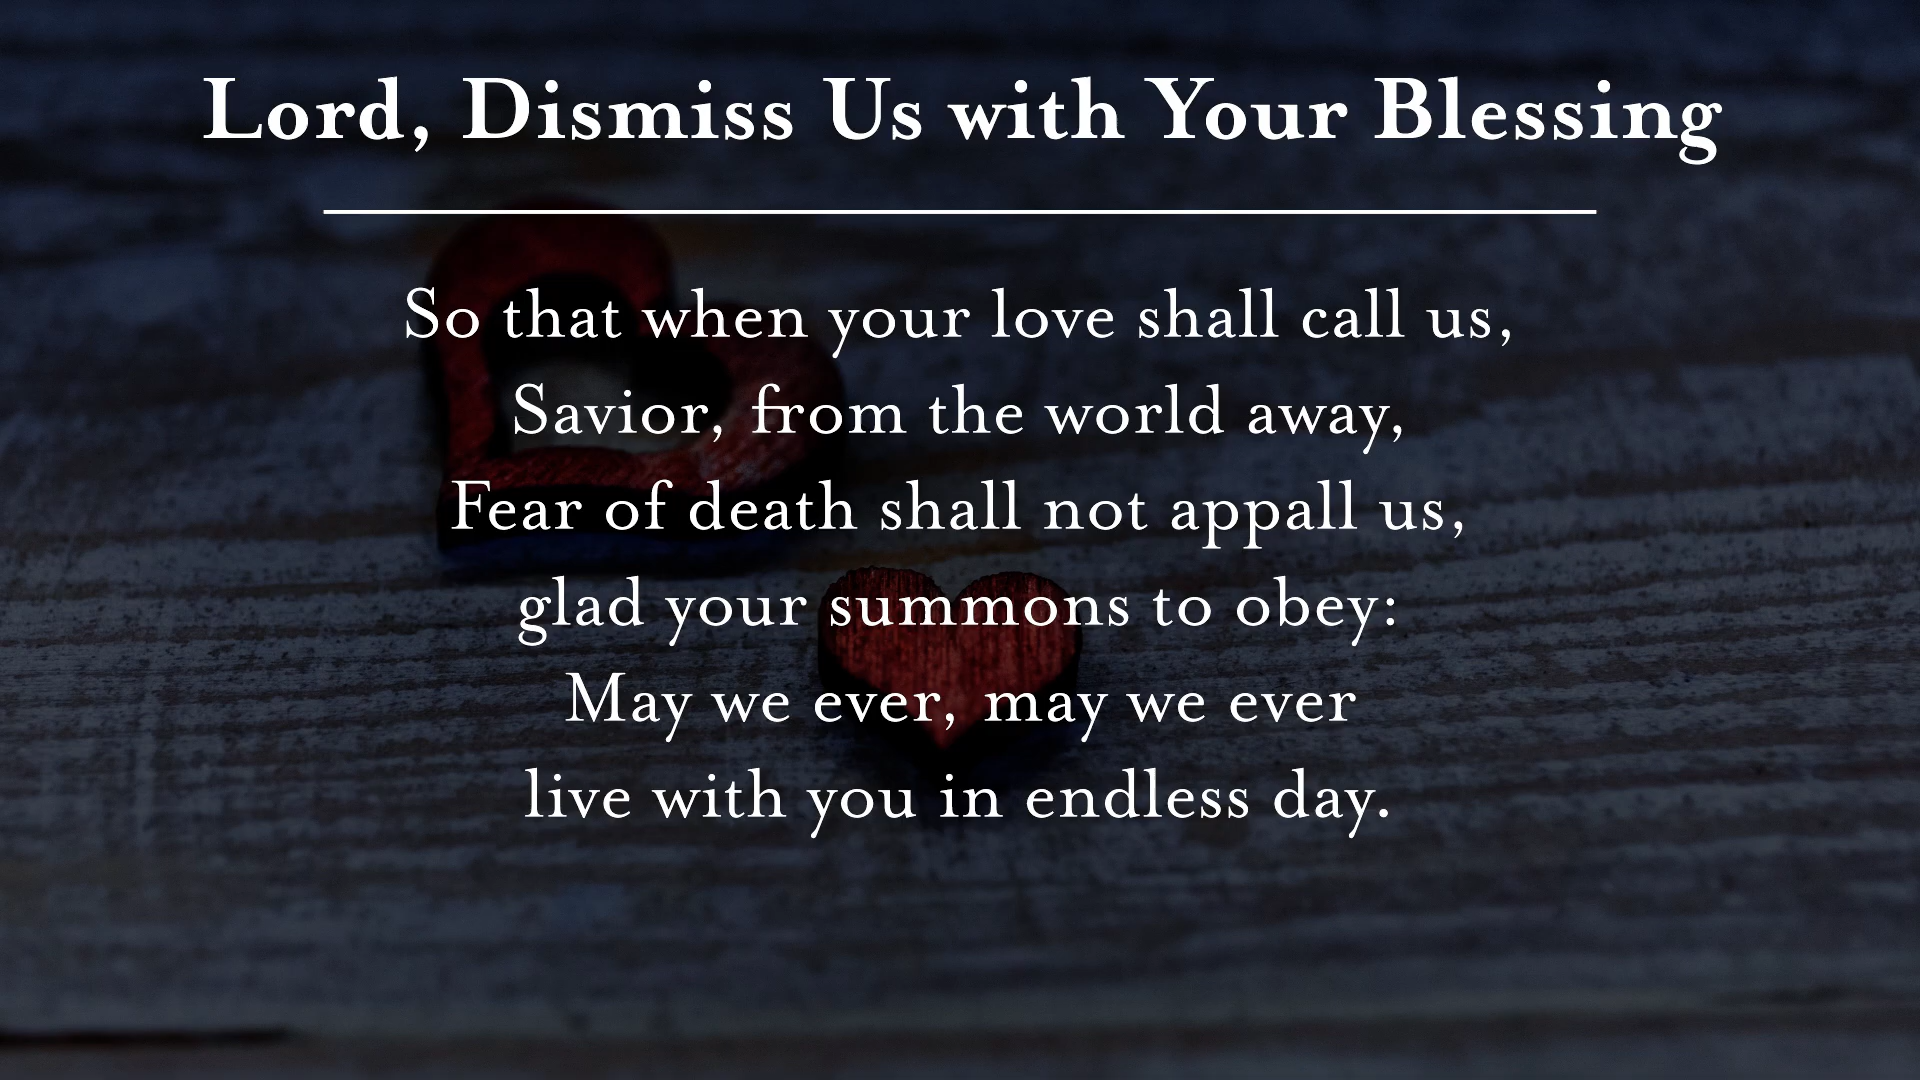 Lord, Dismiss Us with Your Blessing
So that when your love shall call us,
Savior, from the world away,
Fear of death shall not appall us,
glad your summons to obey:
May we ever, may we ever
live with you in endless day.